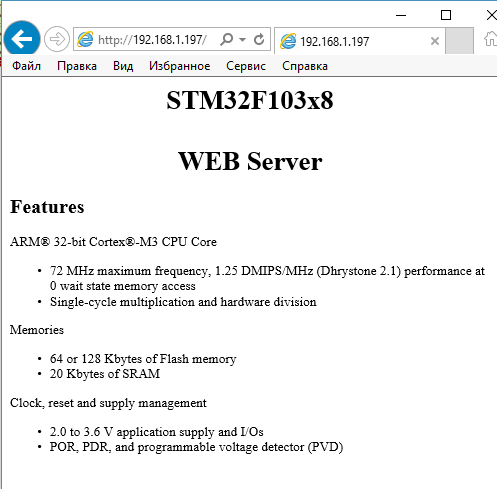 http://192.168.1.197/
192.168.1.197
Файл Правка Вид Избранное Сервис Справка
STM32F103x8
WEB Server
Features
ARM® 32-bit Cortex®-M3 CPU Core
• 72 MHz maximum frequency, 1.25 DMIPS/MHz (Dhrystone 2.1) performance at
0 wait state memory access
• Single-cycle multiplication and hardware division
Memories
• 64 or 128 Kbytes of Flash memory
• 20 Kbytes of SRAM
Clock, reset and supply management
• 2.0 to 3.6 V application supply and I/Os
• POR, PDR, and programmable voltage detector (PVD)